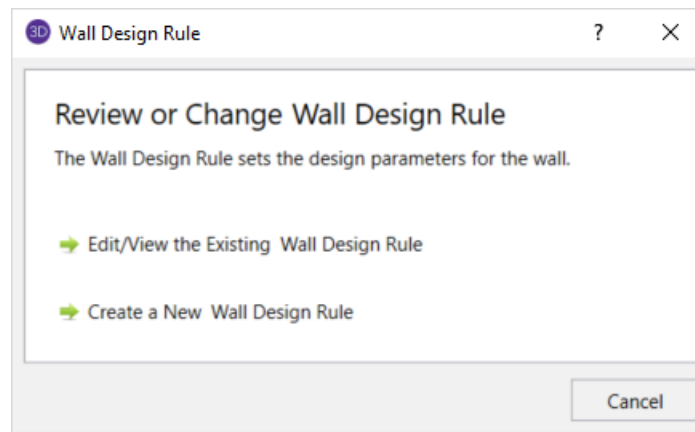 3D Wall Design Rule ?
Review or Change Wall Design Rule
The Wall Design Rule sets the design parameters for the wall.
Edit/View the Existing Wall Design Rule
Create a New Wall Design Rule
Cancel